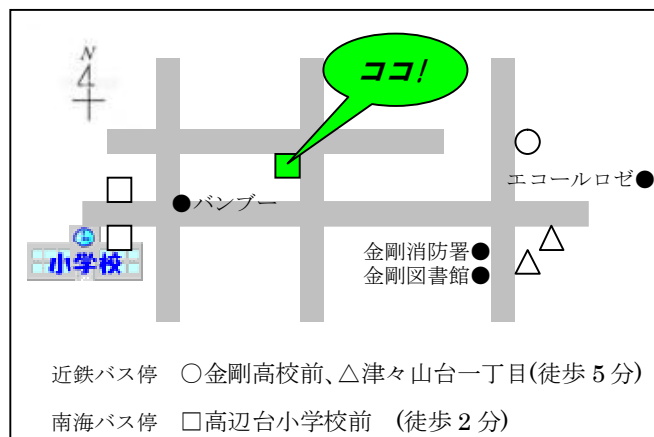 N
ココ!
エコールロゼ●
●バンブー
小学校
金剛消防署●
金剛図書館●
近鉄バス停 ○金剛高校前、△津々山台一丁目(徒歩5分)
南海バス停 □高辺台小学校前 (徒歩2分)